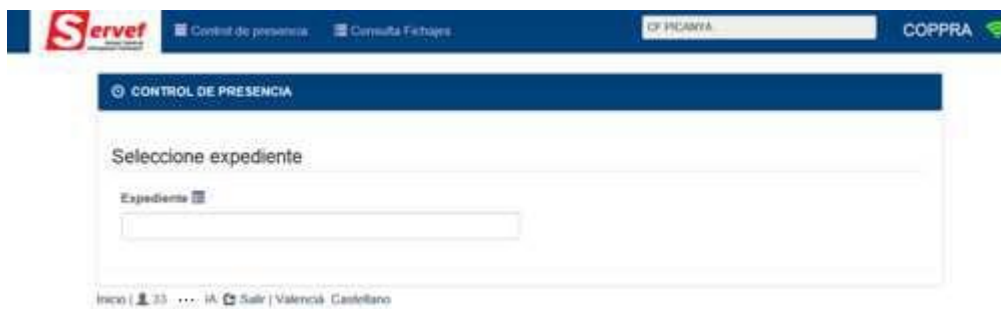 Servef Control de presencia Consulta Fichajes CF PICANYA COPPRA
CONTROL DE PRESENCIA
Seleccione expediente
Expediente
Inicio | 33 ... IA Salir | Valencià Castellano